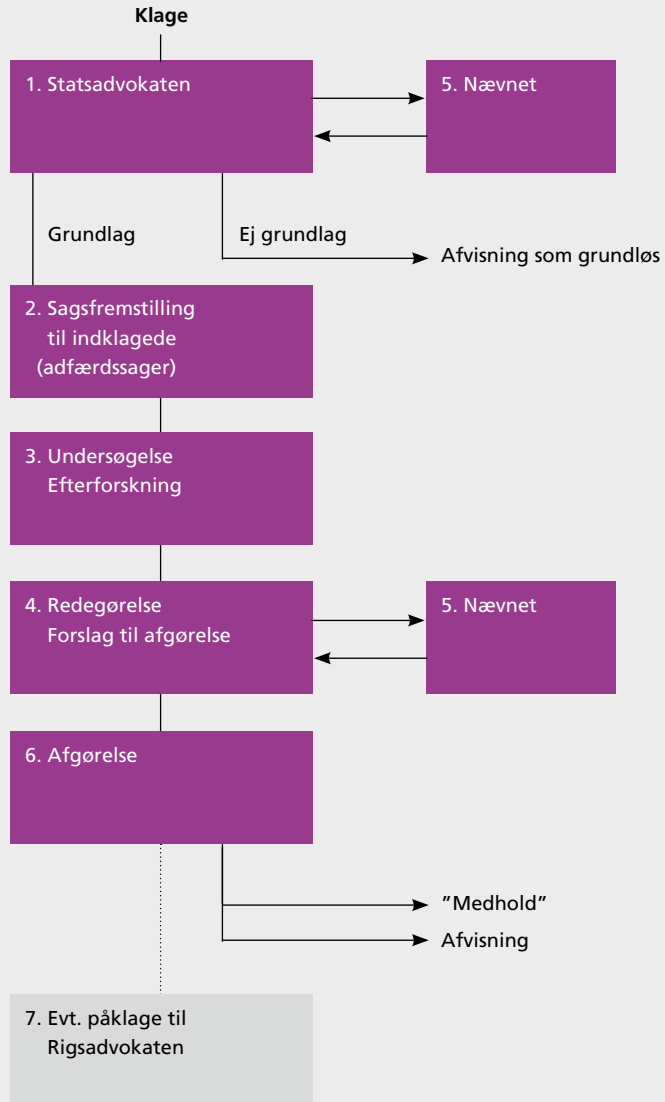 Klage
1. Statsadvokaten
5. Nævnet
Grundlag
Ej grundlag
Afvisning som grundløs
2. Sagsfremstilling
til indklagede
(adfærdssager)
3. Undersøgelse
Efterforskning
4. Redegørelse
Forslag til afgørelse
5. Nævnet
6. Afgørelse
”Medhold”
Afvisning
7. Evt. påklage til
Rigsadvokaten